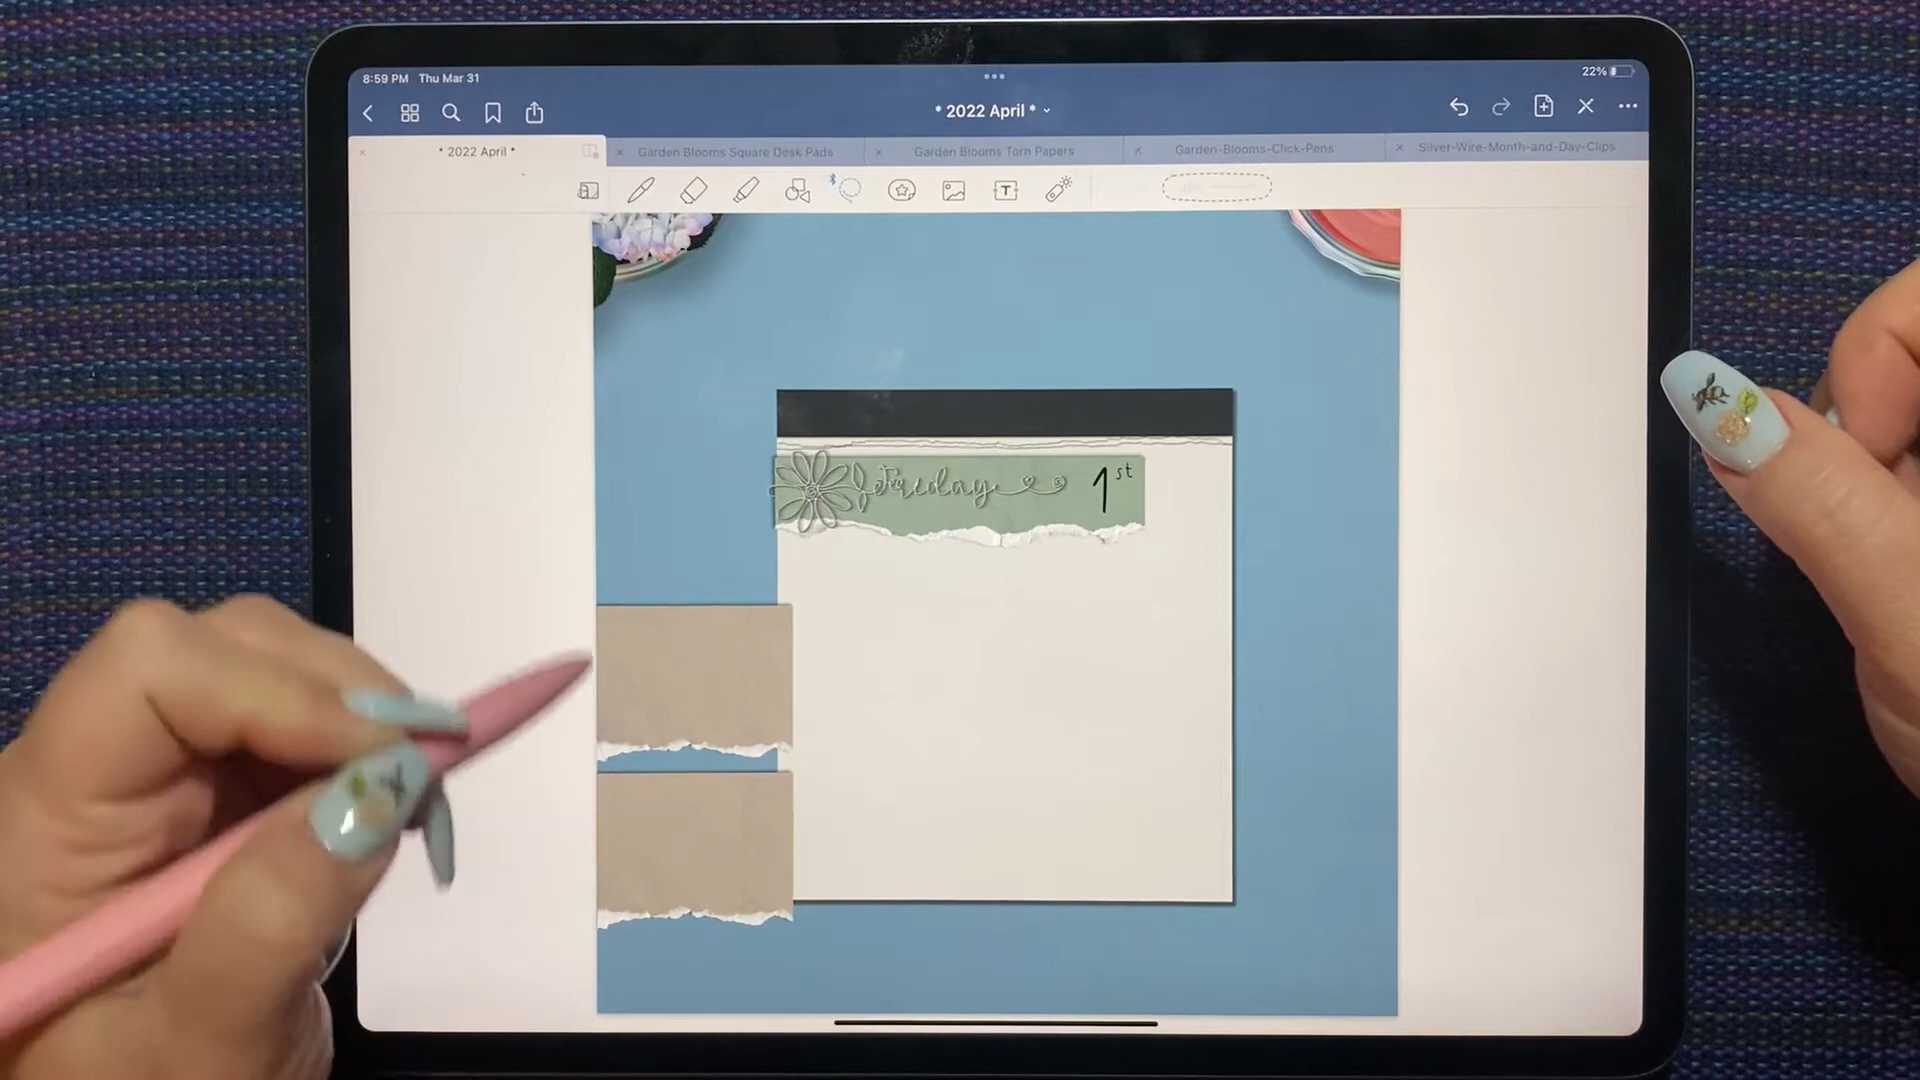 8:59 PM Thu Mar 31
22%
* 2022 April *
* 2022 April *
Garden Blooms Square Desk Pads
Garden Blooms Torn Papers
Garden-Blooms-Click-Pens
Silver-Wire-Month-and-Day-Clips
T
Friday 1st